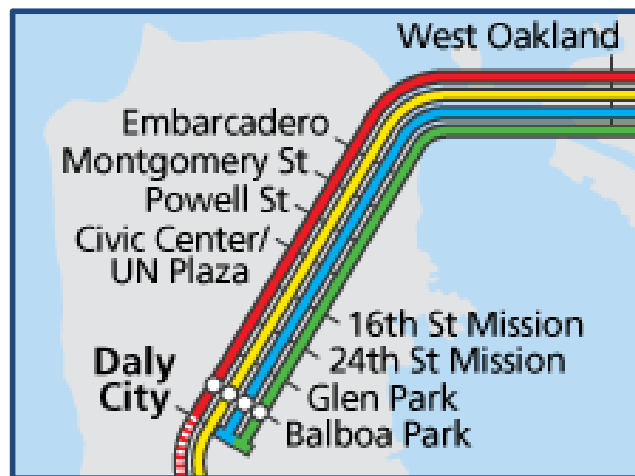 West Oakland
Embarcadero
Montgomery St
Powell St
Civic Center/
UN Plaza
16th St Mission
24th St Mission
Daly
City
Glen Park
Balboa Park